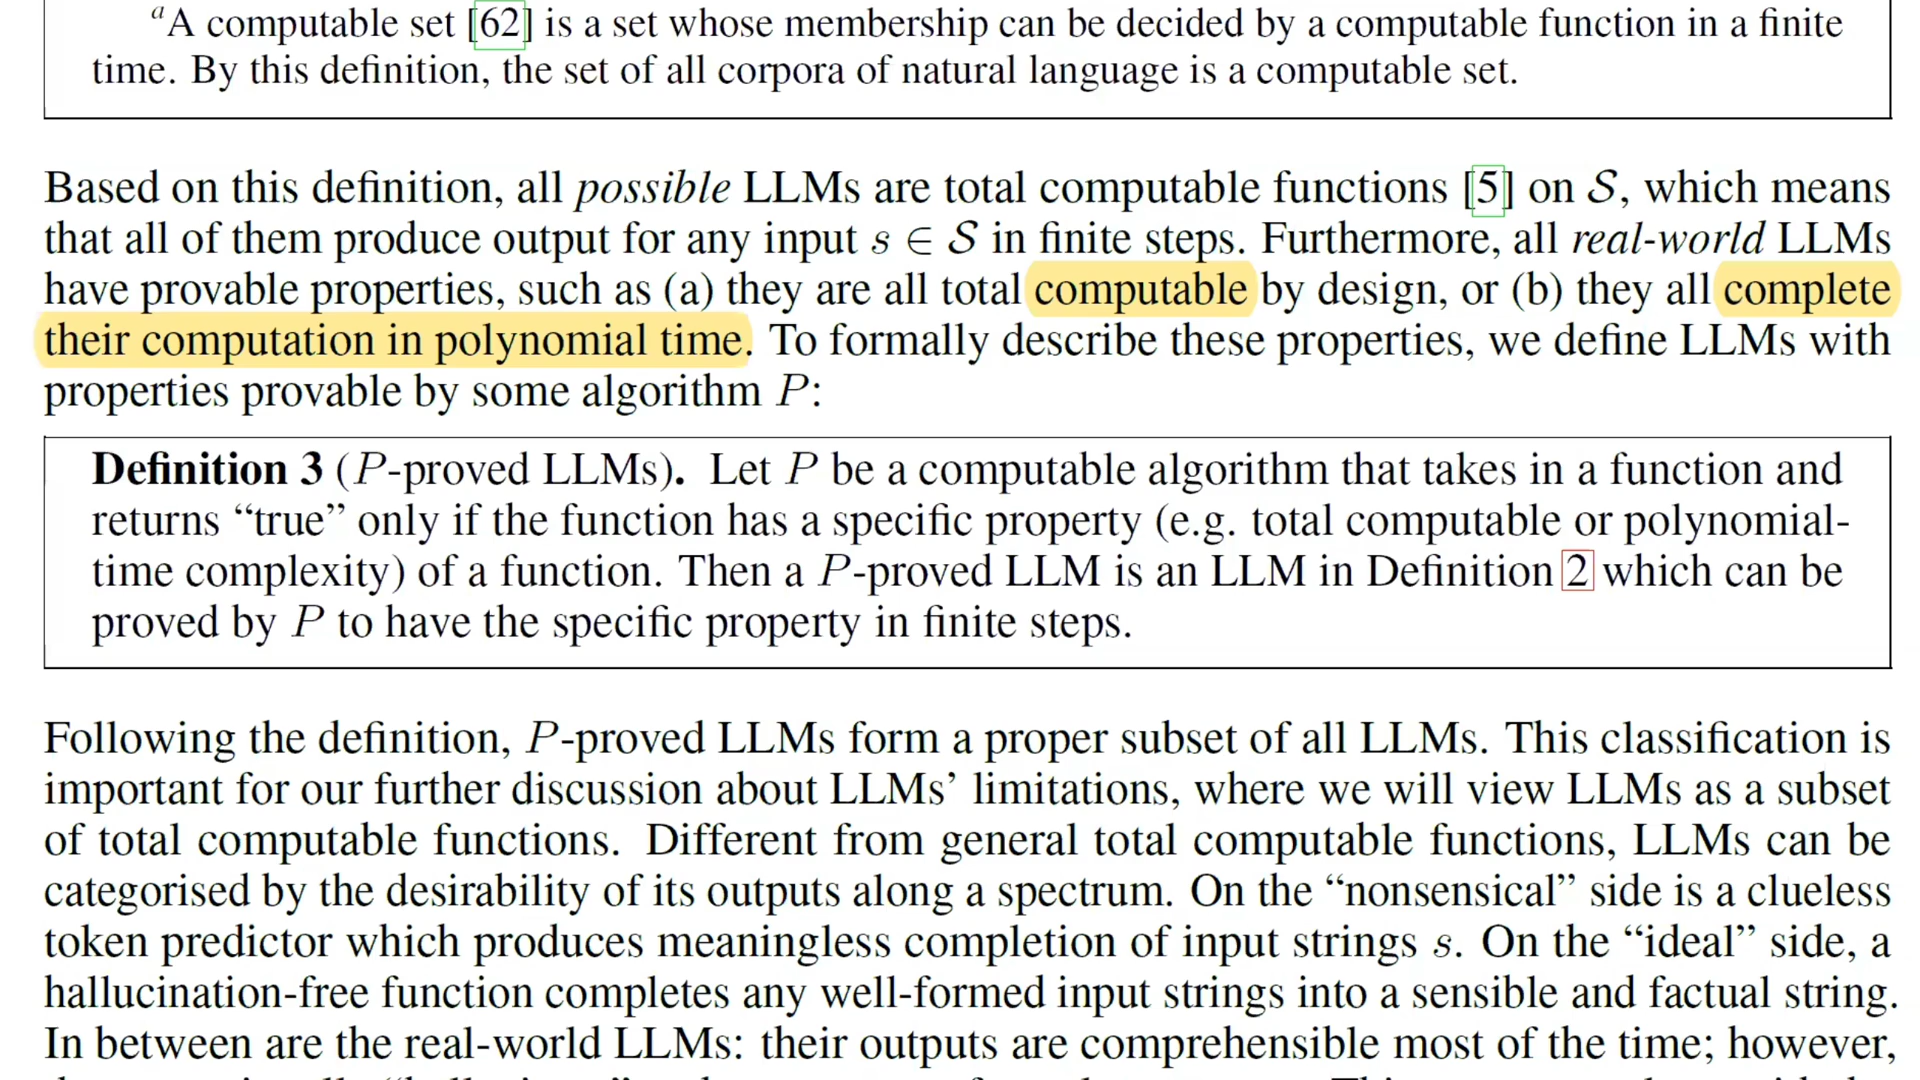 ᵃA computable set [62] is a set whose membership can be decided by a computable function in a finite
time. By this definition, the set of all corpora of natural language is a computable set.
Based on this definition, all possible LLMs are total computable functions [5] on 𝒮, which means
that all of them produce output for any input s ∈ 𝒮 in finite steps. Furthermore, all real-world LLMs
have provable properties, such as (a) they are all total computable by design, or (b) they all complete
their computation in polynomial time. To formally describe these properties, we define LLMs with
properties provable by some algorithm P:
Definition 3 (P-proved LLMs). Let P be a computable algorithm that takes in a function and
returns “true” only if the function has a specific property (e.g. total computable or polynomial-
time complexity) of a function. Then a P-proved LLM is an LLM in Definition 2 which can be
proved by P to have the specific property in finite steps.
Following the definition, P-proved LLMs form a proper subset of all LLMs. This classification is
important for our further discussion about LLMs’ limitations, where we will view LLMs as a subset
of total computable functions. Different from general total computable functions, LLMs can be
categorised by the desirability of its outputs along a spectrum. On the “nonsensical” side is a clueless
token predictor which produces meaningless completion of input strings s. On the “ideal” side, a
hallucination-free function completes any well-formed input strings into a sensible and factual string.
In between are the real-world LLMs: their outputs are comprehensible most of the time; however,